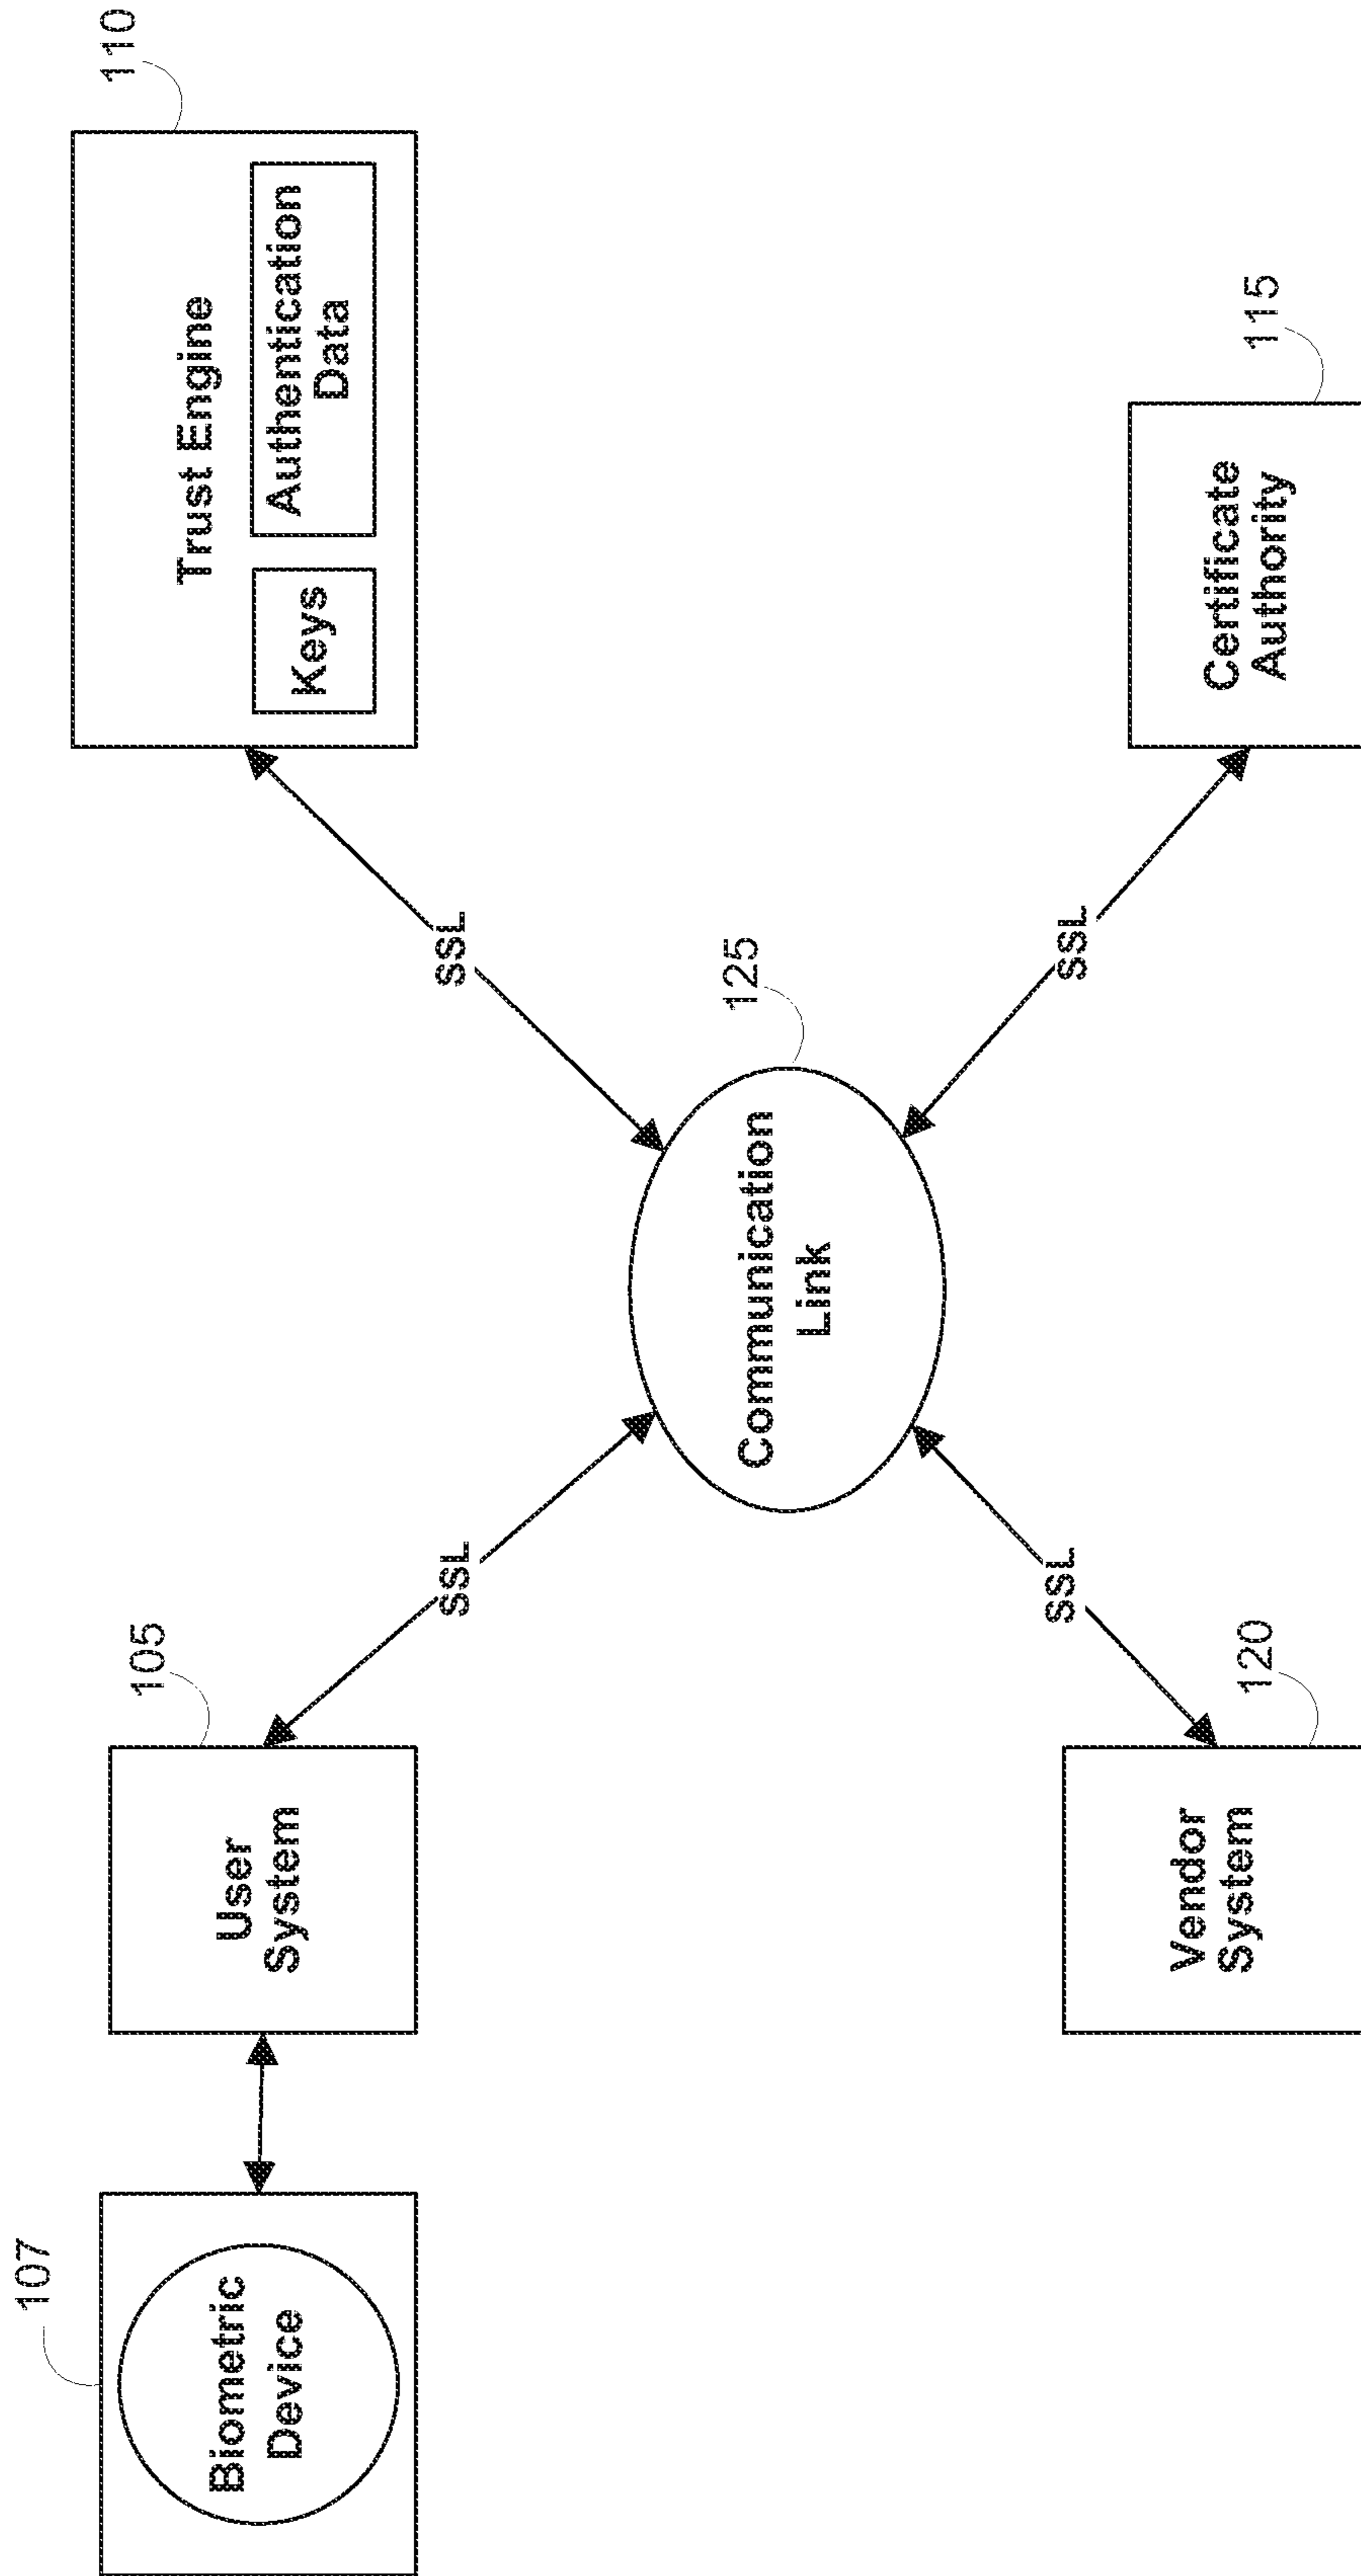 107
Biometric
Device
105
User
System
SSL
110
Trust Engine
Keys
Authentication
Data
SSL
125
Communication
Link
120
Vendor
System
SSL
115
Certificate
Authority
SSL